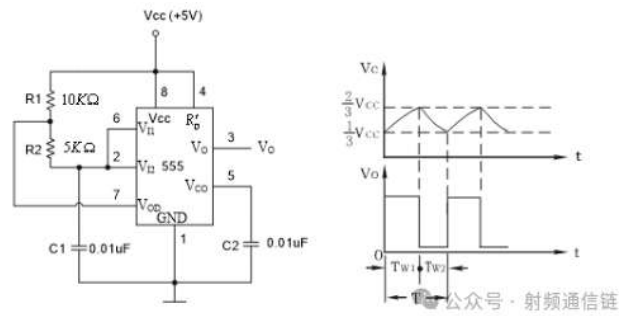 Vcc (+5V)
R1 10KΩ
R2 5KΩ
8
4
Vcc R'D
6
VI1
2
VI2 555
3
VO
VO
5
VCO
7
VOD
GND
1
C1 0.01uF
C2 0.01uF
VC
2/3 VCC
1/3 VCC
t
VO
0
t
TW1 TW2
T
公众号 · 射频通信链